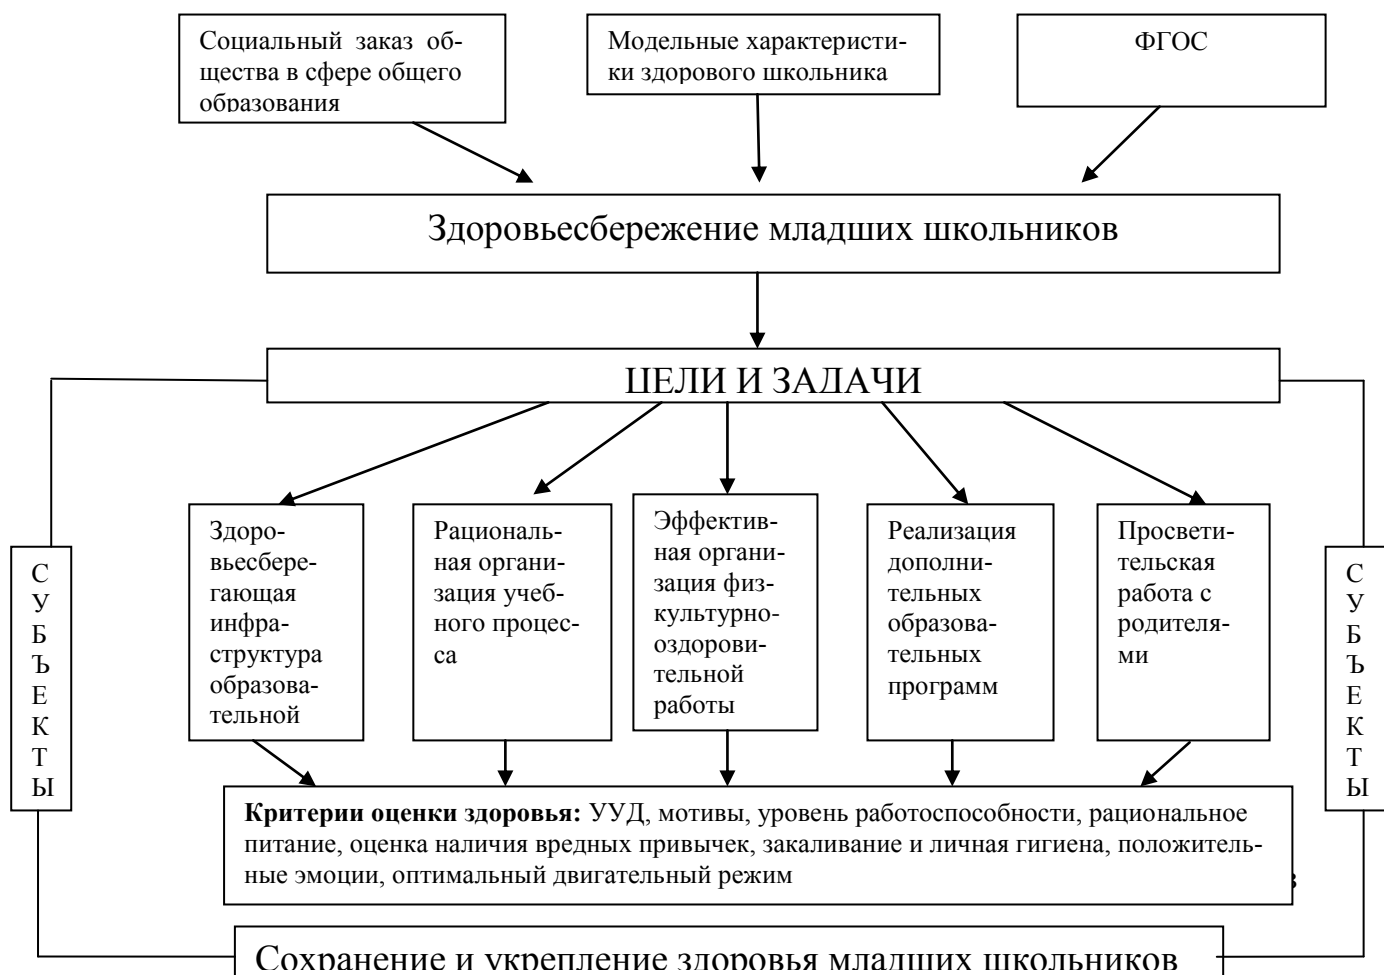 Социальный заказ об-
щества в сфере общего
образования
Модельные характеристи-
ки здорового школьника
ФГОС
Здоровьесбережение младших школьников
ЦЕЛИ И ЗАДАЧИ
С
У
Б
Ъ
Е
К
Т
Ы
Здоро-
вьесбере-
гающая
инфра-
структура
образова-
тельной
Рациональ-
ная органи-
зация учеб-
ного процес-
са
Эффектив-
ная органи-
зация физ-
культурно-
оздорови-
тельной
работы
Реализация
дополни-
тельных
образова-
тельных
программ
Просвети-
тельская
работа с
родителя-
ми
С
У
Б
Ъ
Е
К
Т
Ы
Критерии оценки здоровья: УУД, мотивы, уровень работоспособности, рациональное
питание, оценка наличия вредных привычек, закаливание и личная гигиена, положитель-
ные эмоции, оптимальный двигательный режим
Сохранение и укрепление здоровья младших школьников